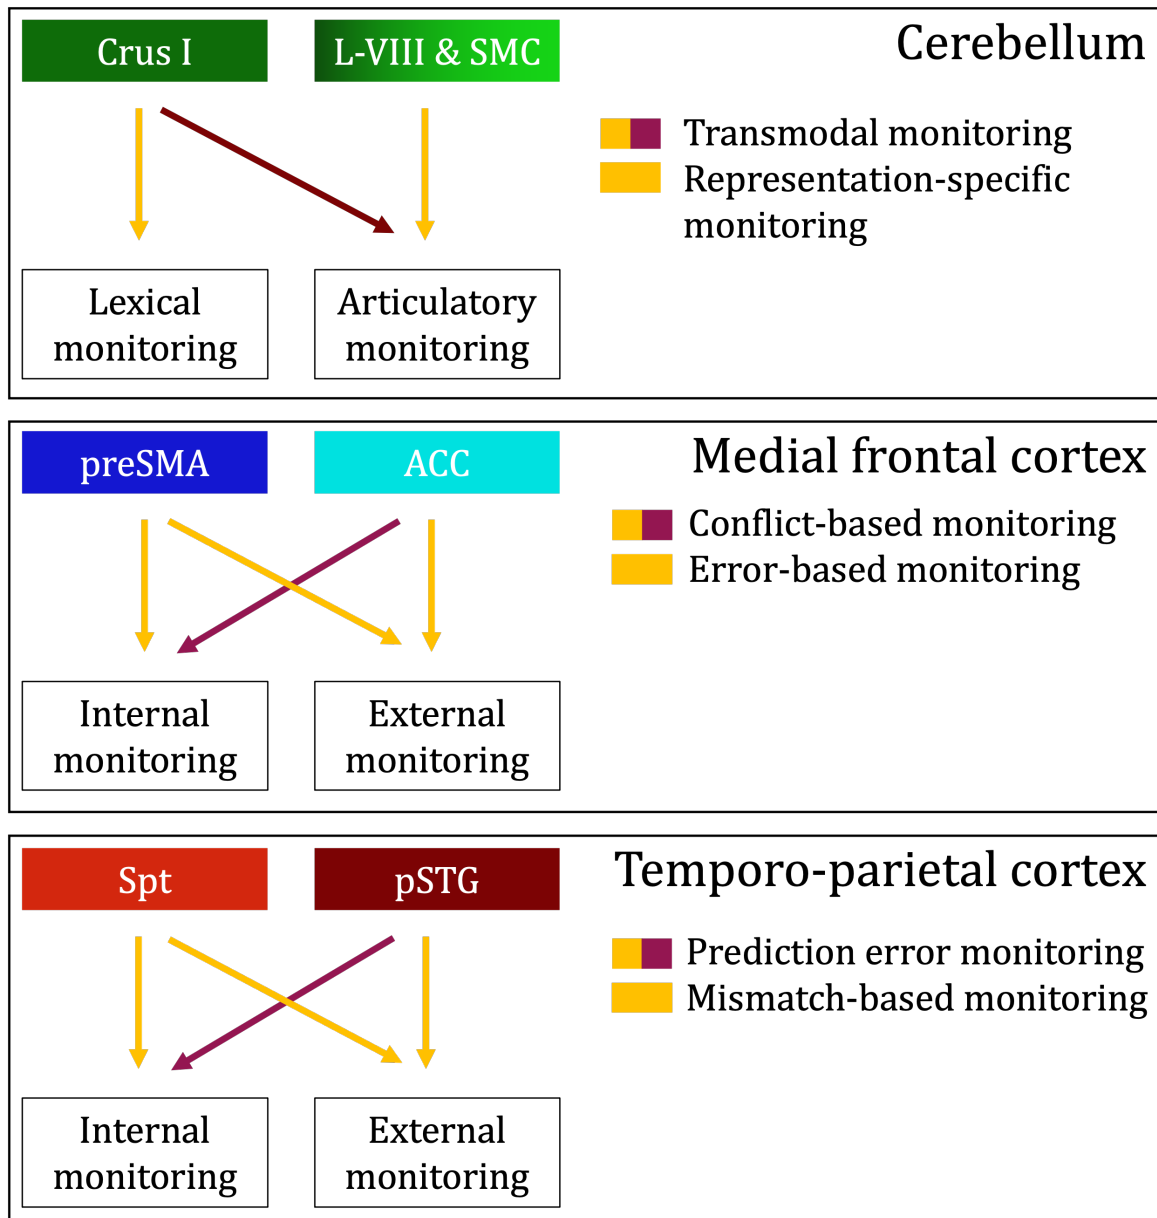 Crus I
L-VIII & SMC
Cerebellum
Transmodal monitoring
Representation-specific
monitoring
Lexical
monitoring
Articulatory
monitoring
preSMA
ACC
Medial frontal cortex
Conflict-based monitoring
Error-based monitoring
Internal
monitoring
External
monitoring
Spt
pSTG
Temporo-parietal cortex
Prediction error monitoring
Mismatch-based monitoring
Internal
monitoring
External
monitoring